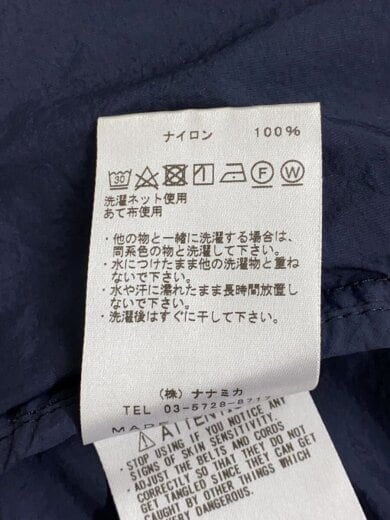 ナイロン 100%
30 F W
洗濯ネット使用
あて布使用
・他の物と一緒に洗濯する場合は、
同系色の物と洗濯して下さい。
・水につけたまま他の洗濯物と重ね
ないで下さい。
・水や汗に濡れたまま長時間放置し
ないで下さい。
・洗濯後はすぐに干して下さい。
(株) ナナミカ
TEL 03-5728-
MADE
ATTENTION
STOP USING IF YOU NOTICE ANY
SIGNS OF SKIN SENSITIVITY.
ADJUST THE BELTS AND CORDS
CORRECTLY SO THAT THEY CAN GET
GET TANGLED SINCE THEY CAN GET
CAUGHT BY OTHER THINGS WHICH
VERY DANGEROUS.